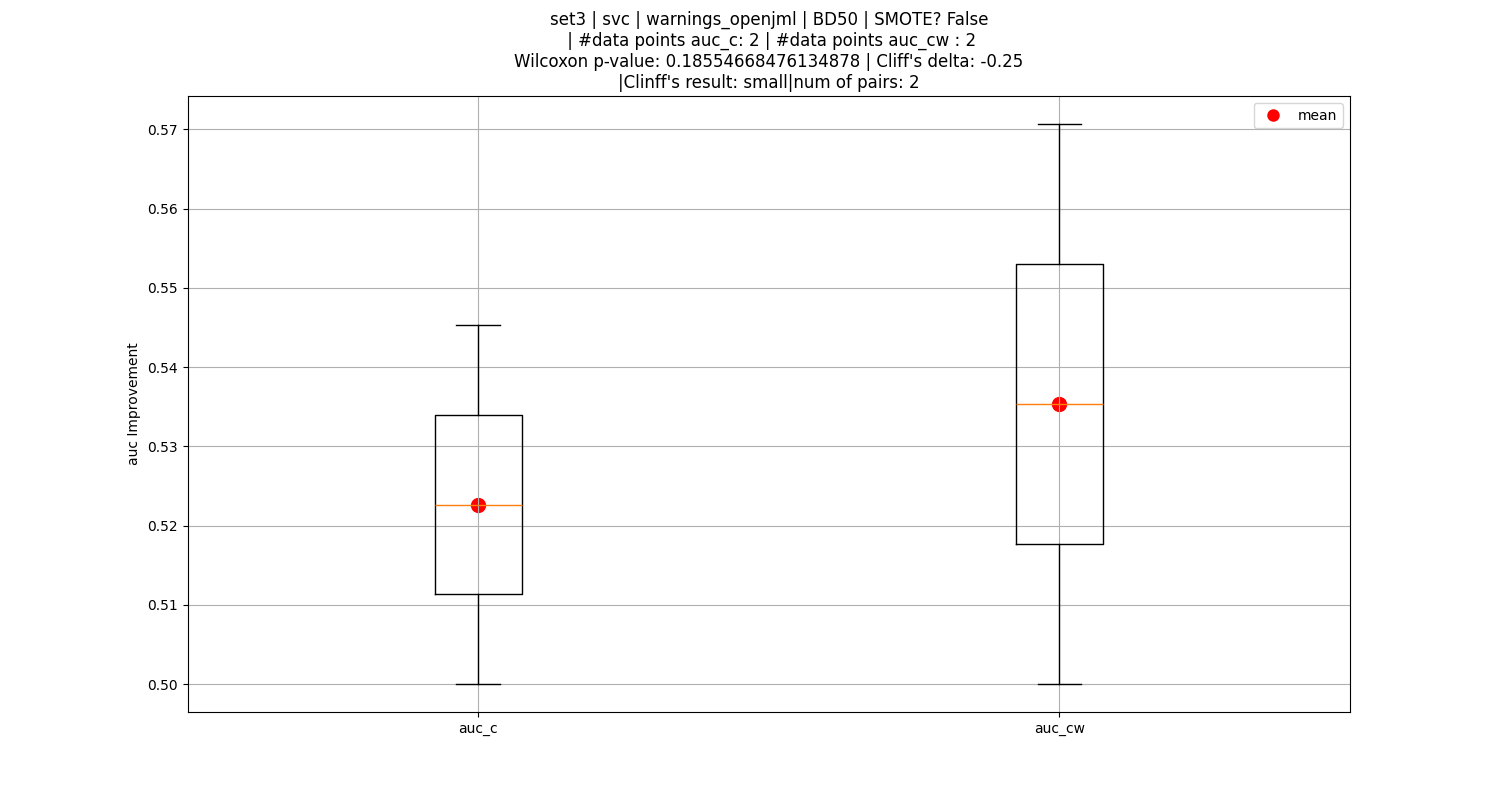 set3 | svc | warnings_openjml | BD50 | SMOTE? False
| #data points auc_c: 2 | #data points auc_cw : 2
Wilcoxon p-value: 0.18554668476134878 | Cliff's delta: -0.25
|Clinff's result: small|num of pairs: 2
mean
0.57
0.56
0.55
0.54
0.53
0.52
0.51
0.50
auc Improvement
auc_c
auc_cw